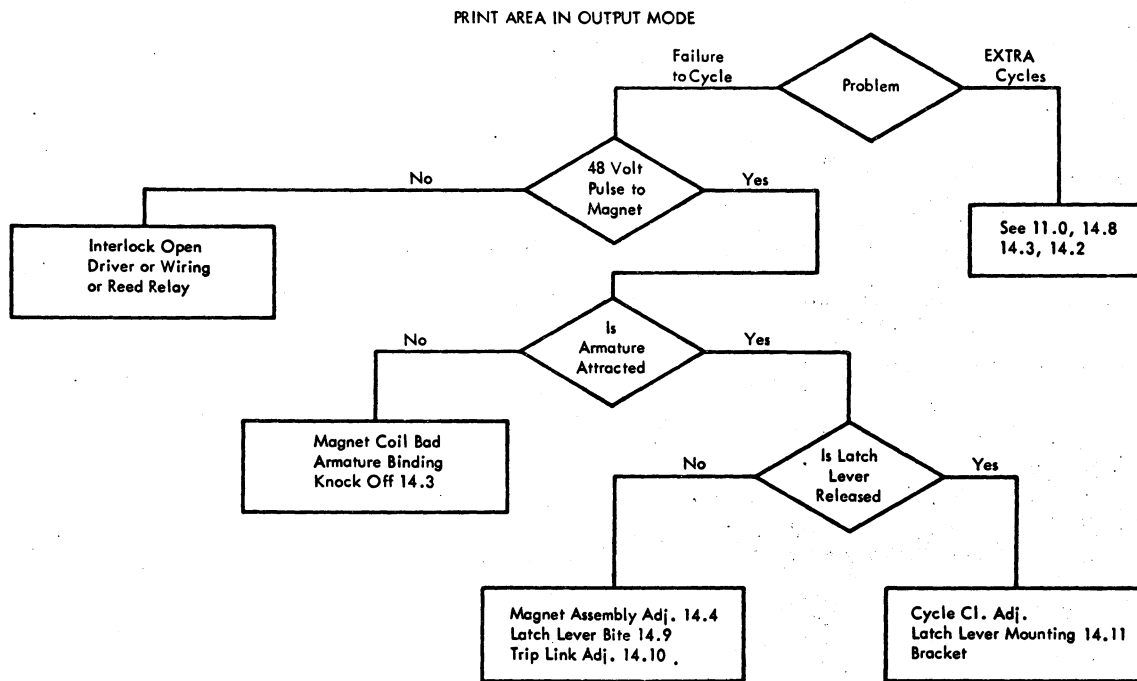 PRINT AREA IN OUTPUT MODE
Failure
to Cycle
Problem
EXTRA
Cycles
No
48 Volt
Pulse to
Magnet
Yes
Interlock Open
Driver or Wiring
or Reed Relay
See 11.0, 14.8
14.3, 14.2
No
Is
Armature
Attracted
Yes
Magnet Coil Bad
Armature Binding
Knock Off 14.3
No
Is Latch
Lever
Released
Yes
Magnet Assembly Adj. 14.4
Latch Lever Bite 14.9
Trip Link Adj. 14.10
Cycle Cl. Adj.
Latch Lever Mounting 14.11
Bracket